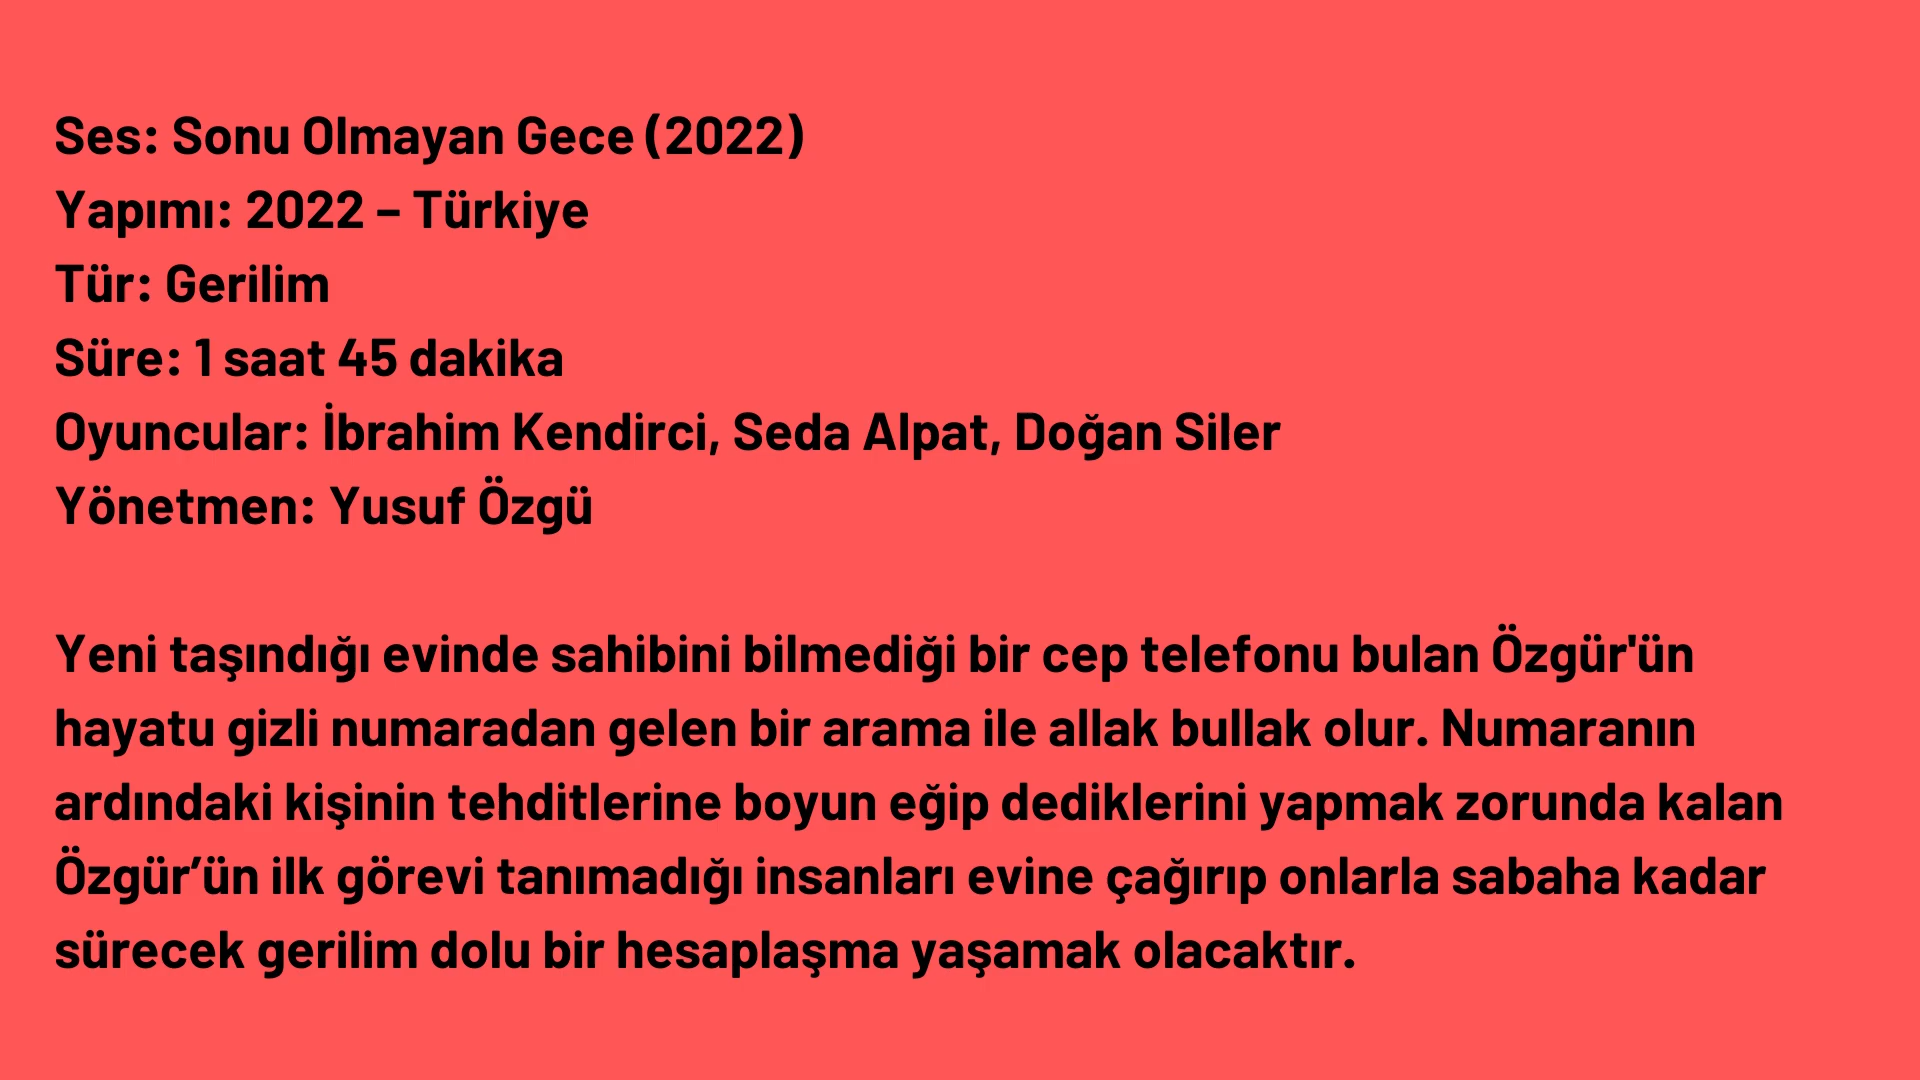 Ses: Sonu Olmayan Gece (2022)
Yapımı: 2022 – Türkiye
Tür: Gerilim
Süre: 1 saat 45 dakika
Oyuncular: İbrahim Kendirci, Seda Alpat, Doğan Siler
Yönetmen: Yusuf Özgü
Yeni taşındığı evinde sahibini bilmediği bir cep telefonu bulan Özgür'ün
hayatu gizli numaradan gelen bir arama ile allak bullak olur. Numaranın
ardındaki kişinin tehditlerine boyun eğip dediklerini yapmak zorunda kalan
Özgür’ün ilk görevi tanımadığı insanları evine çağırıp onlarla sabaha kadar
sürecek gerilim dolu bir hesaplaşma yaşamak olacaktır.